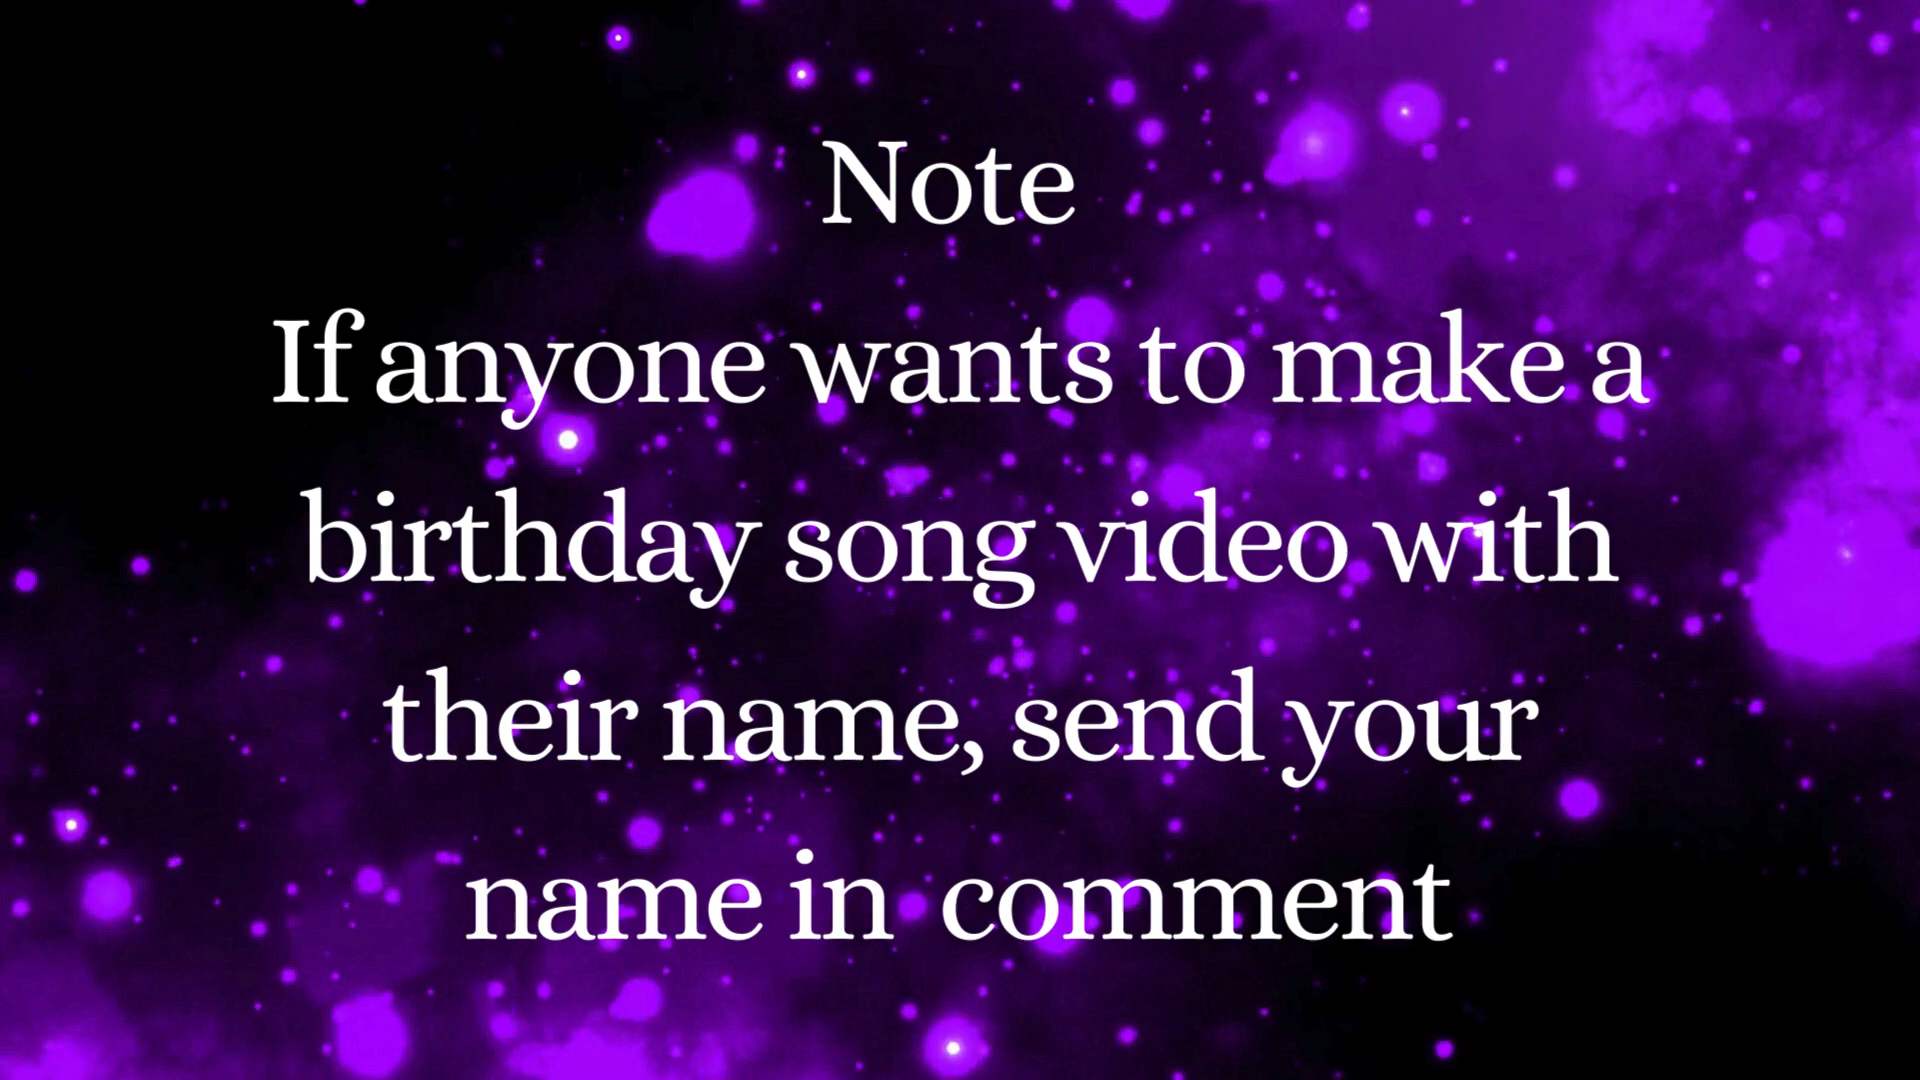 Note
If anyone wants to make a
birthday song video with
their name, send your
name in comment